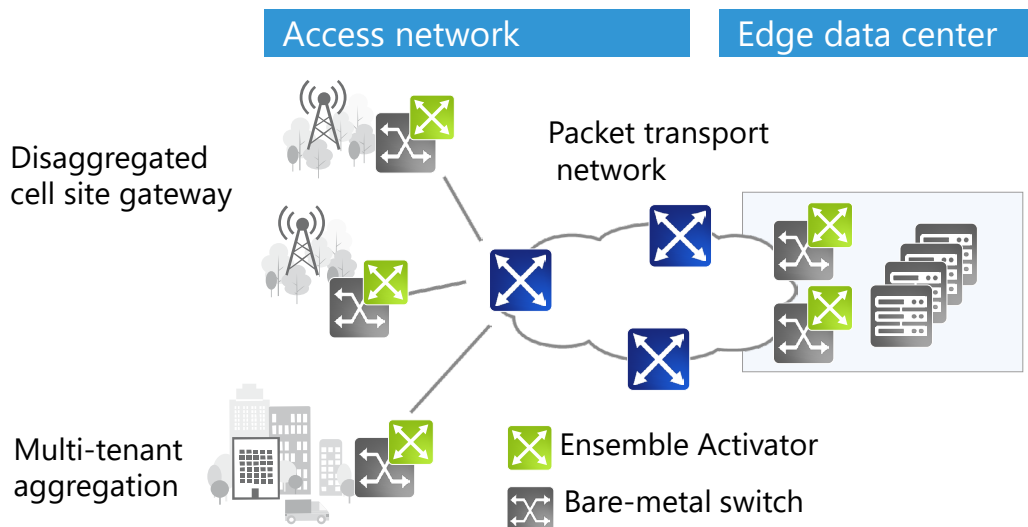 Access network
Edge data center
Disaggregated
cell site gateway
Packet transport
network
Multi-tenant
aggregation
Ensemble Activator
Bare-metal switch